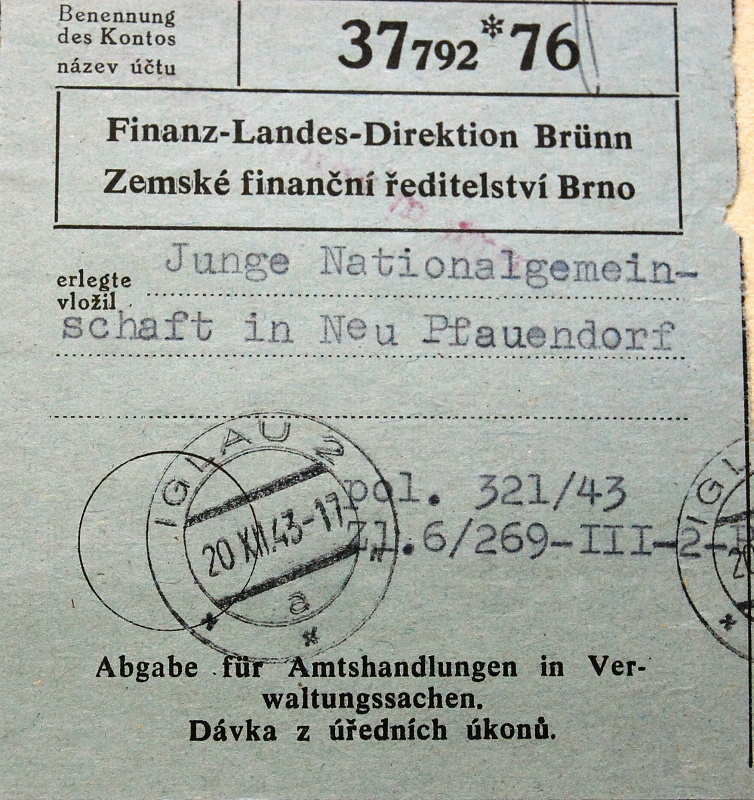 Benennung
des Kontos
název účtu
37792*76
Finanz-Landes-Direktion Brünn
Zemské finanční ředitelství Brno
erlegte
vložil
Junge Nationalgemein-
schaft in Neu Pfauendorf
IGLAU 2
20 XII.43-17
a
pol. 321/43
Zl.6/269-III-2-
IGL
Abgabe für Amtshandlungen in Ver-
waltungssachen.
Dávka z úředních úkonů.